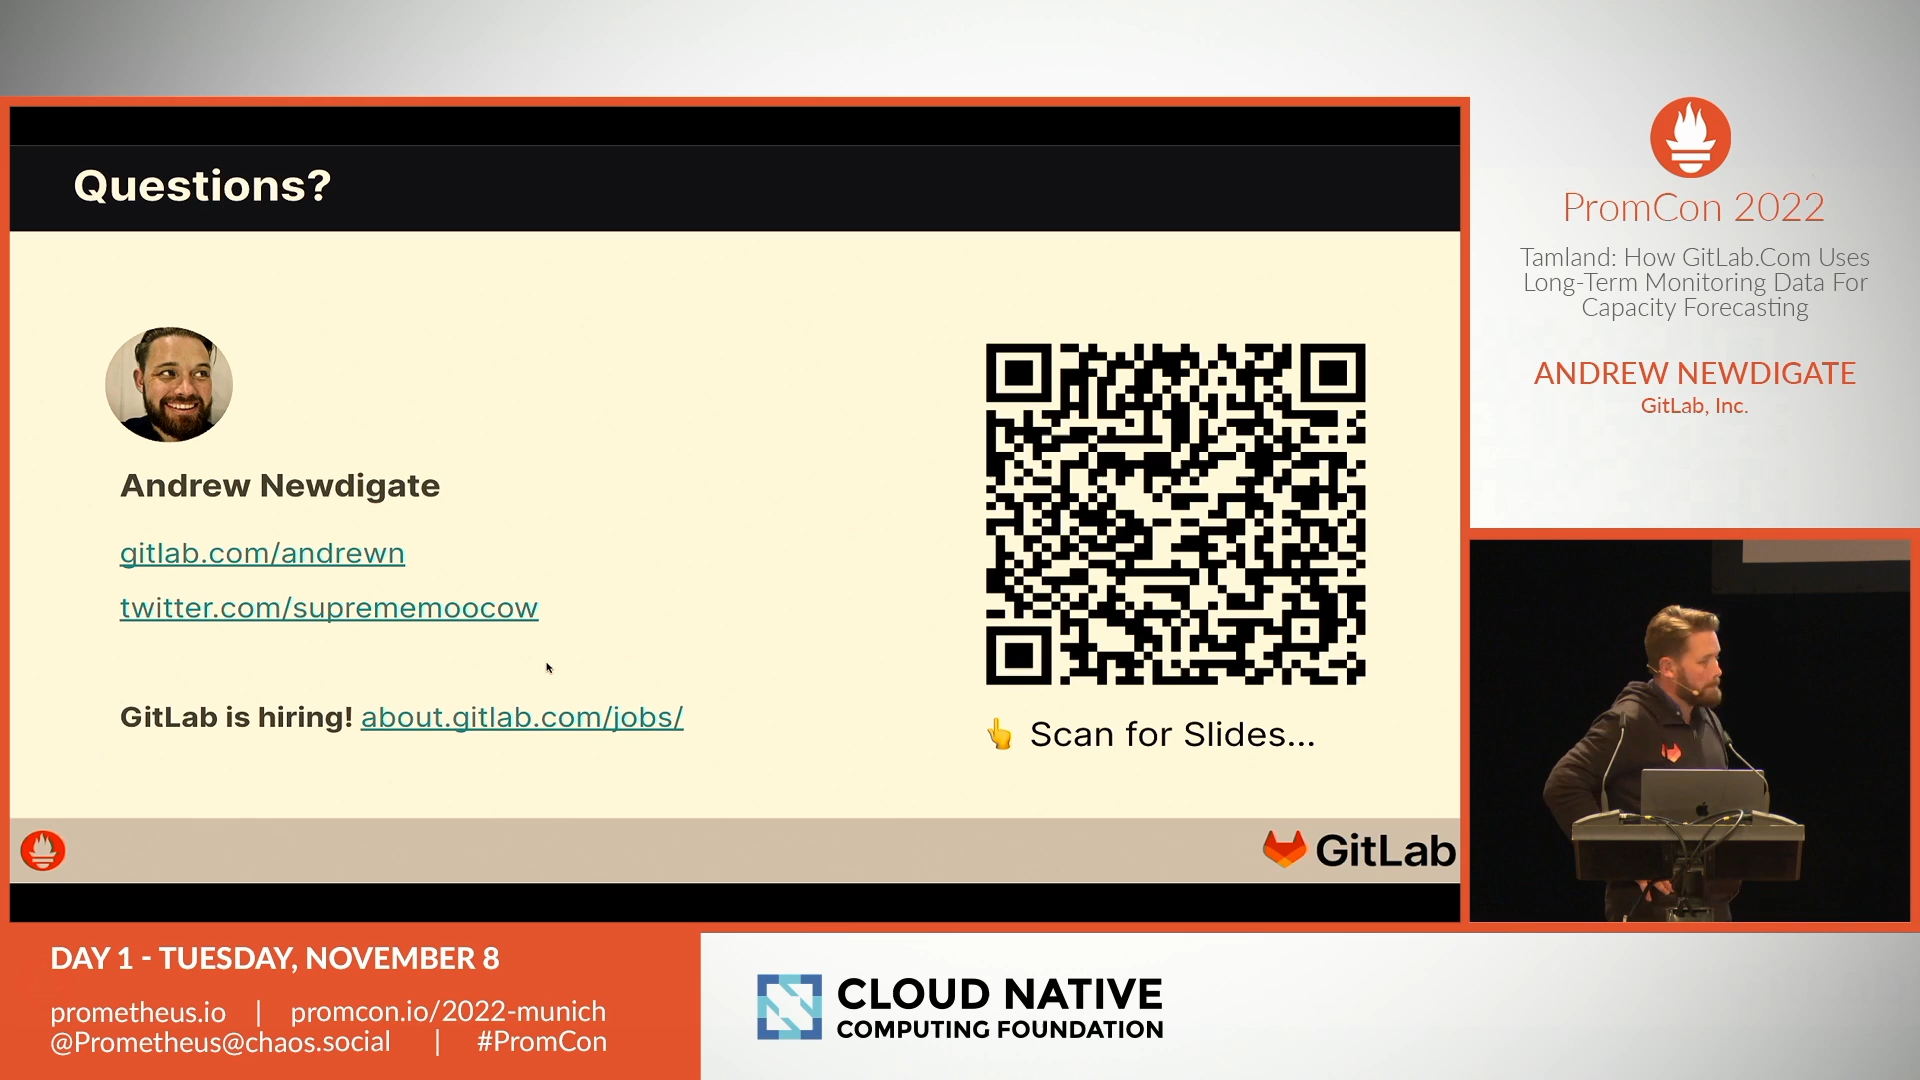 Questions?
Andrew Newdigate
gitlab.com/andrewn
twitter.com/suprememoocow
GitLab is hiring! about.gitlab.com/jobs/
Scan for Slides...
GitLab
PromCon 2022
Tamland: How GitLab.Com Uses
Long-Term Monitoring Data For
Capacity Forecasting
ANDREW NEWDIGATE
GitLab, Inc.
DAY 1 - TUESDAY, NOVEMBER 8
prometheus.io | promcon.io/2022-munich
@Prometheus@chaos.social | #PromCon
CLOUD NATIVE
COMPUTING FOUNDATION